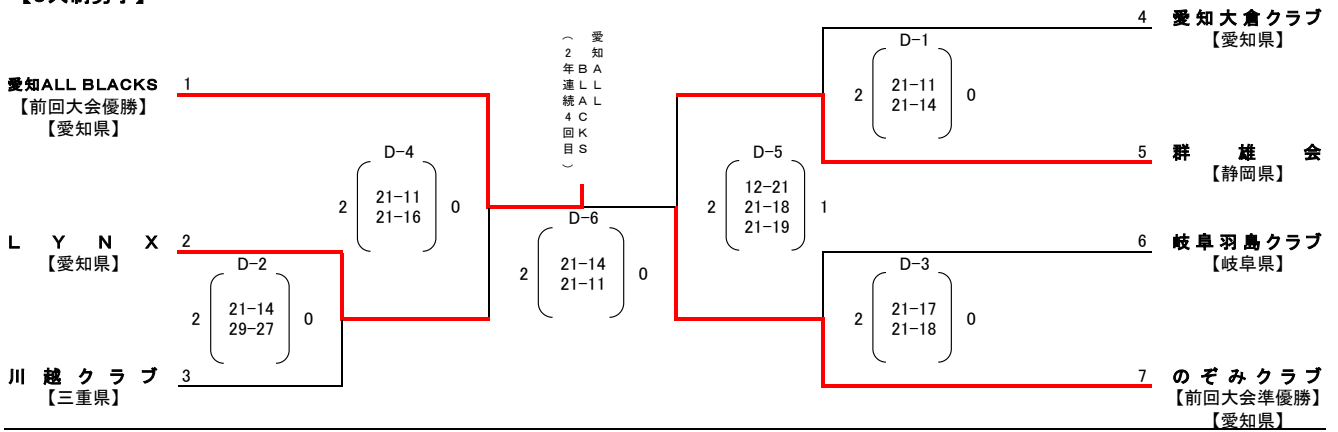 愛知ALL BLACKS 1
【前回大会優勝】
【愛知県】
L Y N X 2
【愛知県】
川 越 ク ラ ブ 3
【三重県】
D-2
2 21-14 0
29-27
D-4
2 21-11 0
21-16
愛知ALL BLACKS
（2年連続4回目）
D-6
2 21-14 0
21-11
D-5
2 12-21 1
21-18
21-19
D-1
2 21-11 0
21-14
D-3
2 21-17 0
21-18
4 愛知大倉クラブ
【愛知県】
5 群 雄 会
【静岡県】
6 岐阜羽島クラブ
【岐阜県】
7 のぞみクラブ
【前回大会準優勝】
【愛知県】